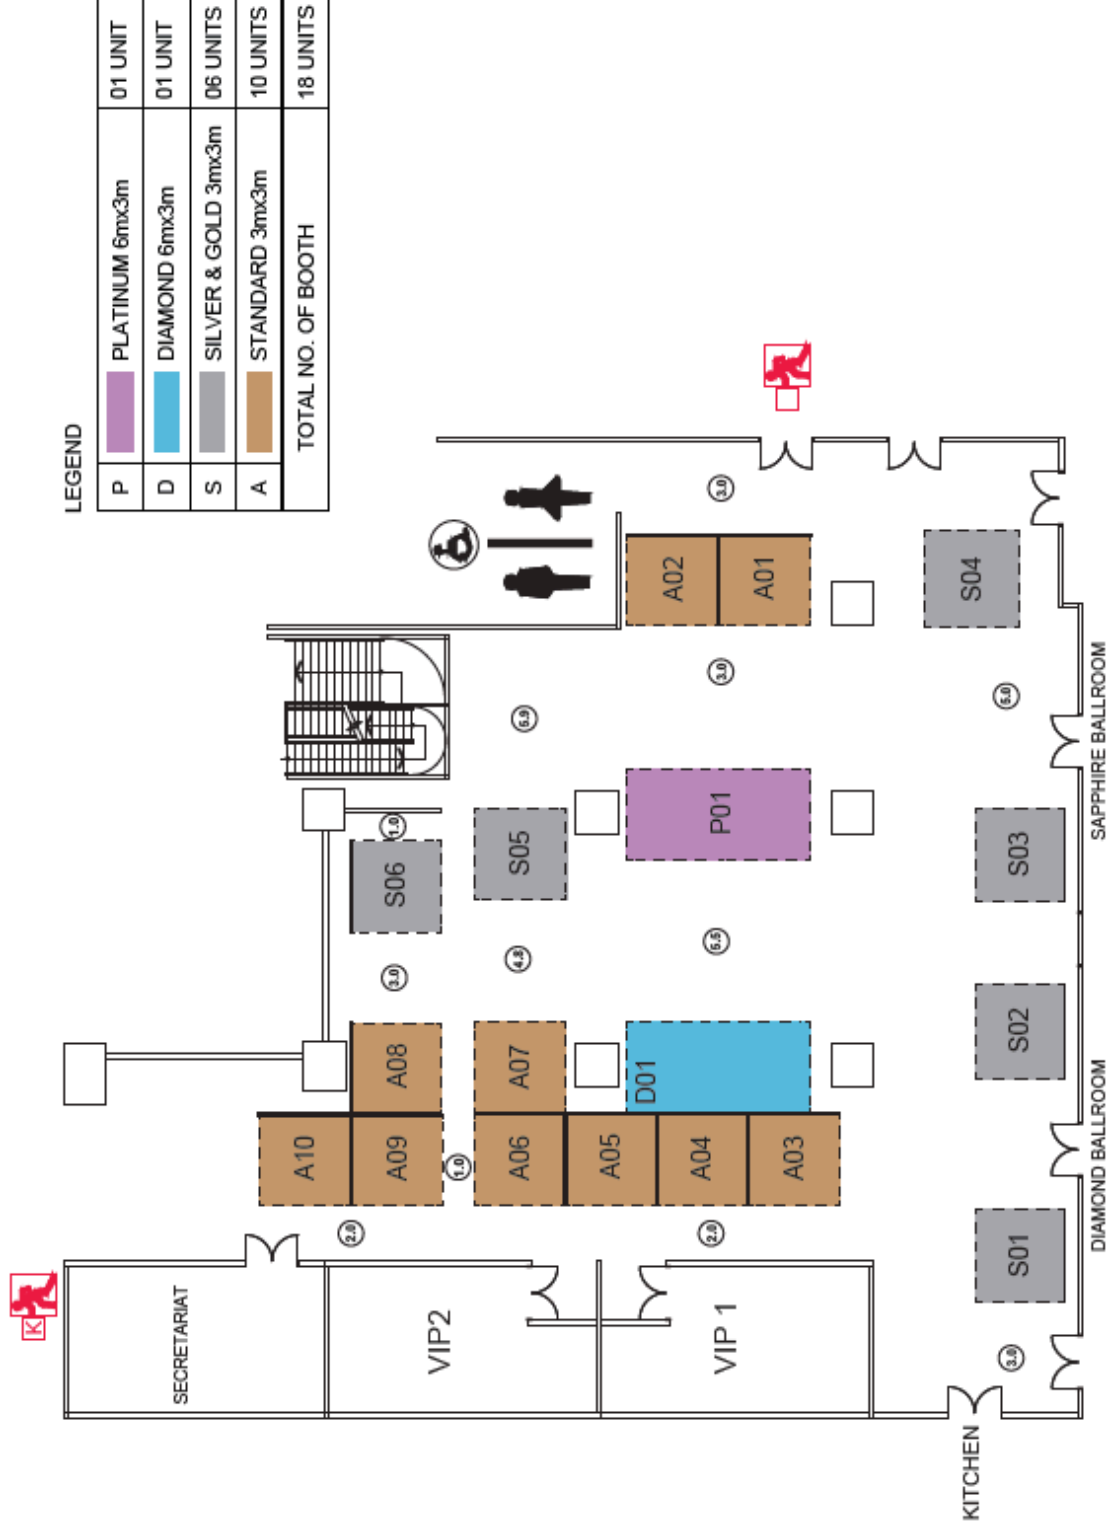 LEGEND
P PLATINUM 6mx3m 01 UNIT
D DIAMOND 6mx3m 01 UNIT
S SILVER & GOLD 3mx3m 06 UNITS
A STANDARD 3mx3m 10 UNITS
TOTAL NO. OF BOOTH 18 UNITS
K
SECRETARIAT
VIP2
VIP 1
KITCHEN
A10
A09
A08
A07
A06
A05
A04
A03
A02
A01
D01
P01
S06
S05
S04
S03
S02
S01
2.0
2.0
1.0
1.0
3.0
4.8
5.5
5.9
3.0
3.0
5.0
3.0
DIAMOND BALLROOM
SAPPHIRE BALLROOM